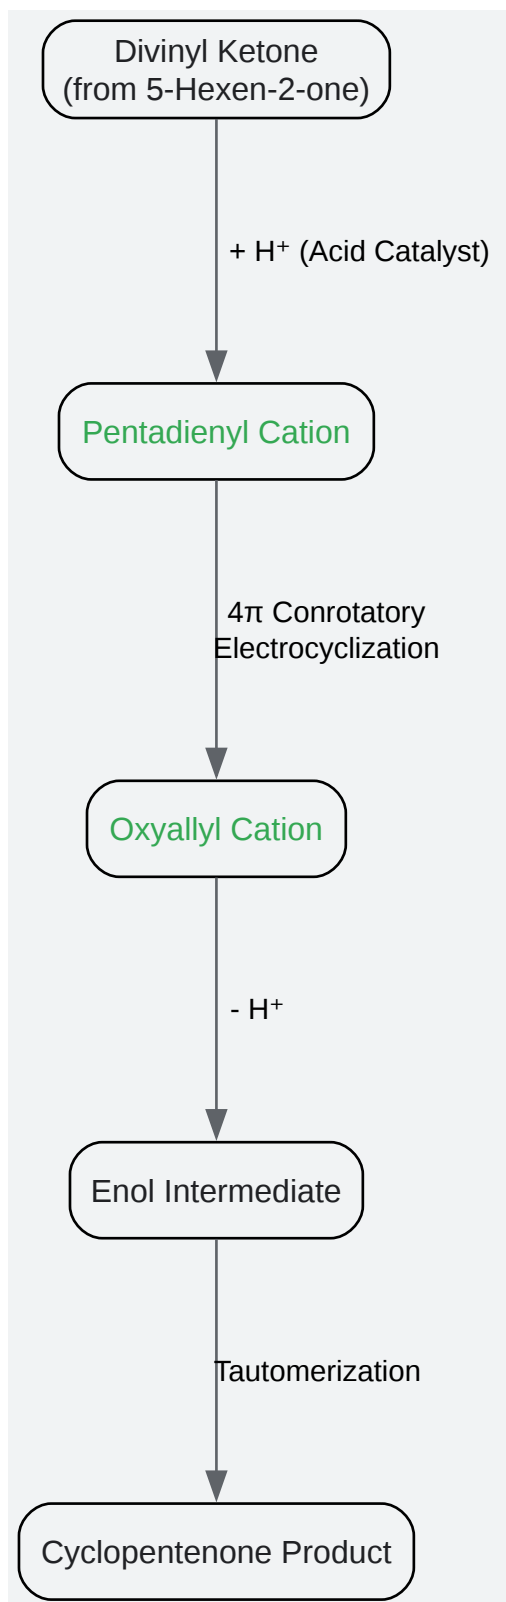 Divinyl Ketone
(from 5-Hexen-2-one)
+ H⁺ (Acid Catalyst)
Pentadienyl Cation
4π Conrotatory
Electrocyclization
Oxyallyl Cation
- H⁺
Enol Intermediate
Tautomerization
Cyclopentenone Product